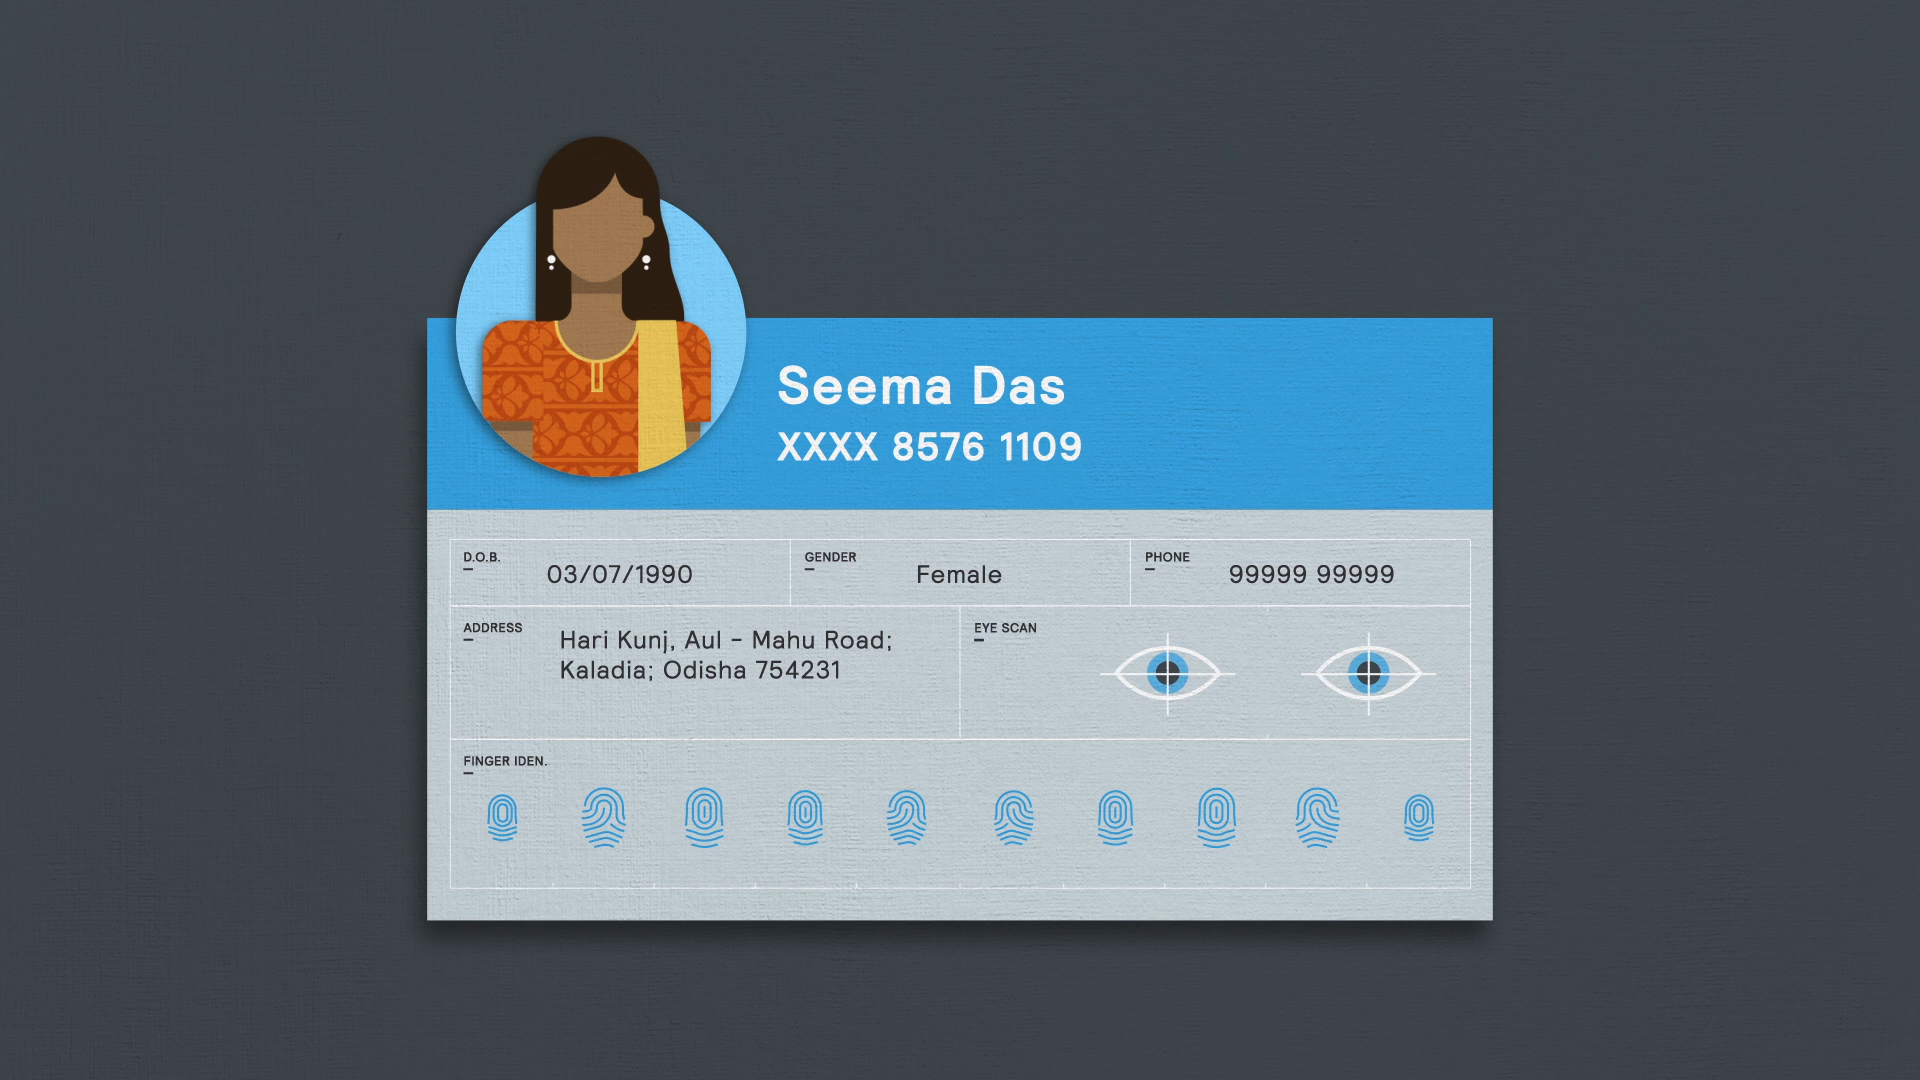 Seema Das
XXXX 8576 1109
D.O.B.
03/07/1990
GENDER
Female
PHONE
99999 99999
ADDRESS
Hari Kunj, Aul - Mahu Road;
Kaladia; Odisha 754231
EYE SCAN
FINGER IDEN.